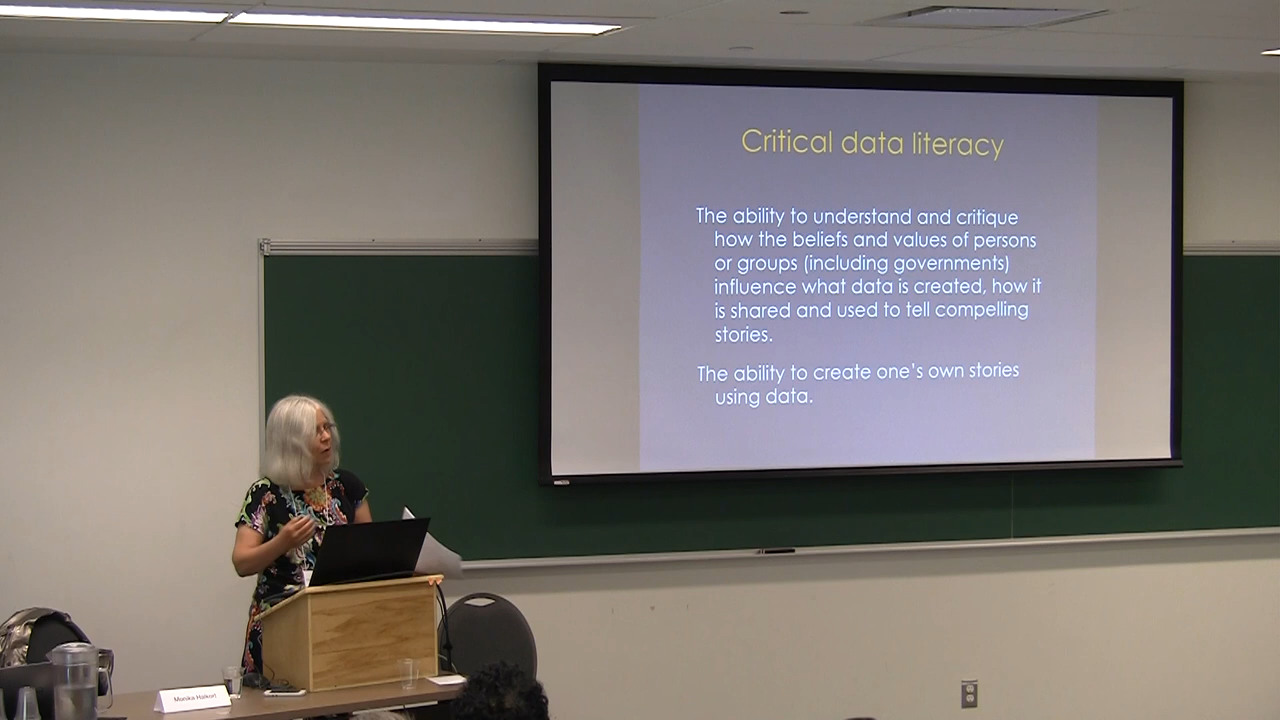 Critical data literacy
The ability to understand and critique
how the beliefs and values of persons
or groups (including governments)
influence what data is created, how it
is shared and used to tell compelling
stories.
The ability to create one's own stories
using data.
Monika Halkort